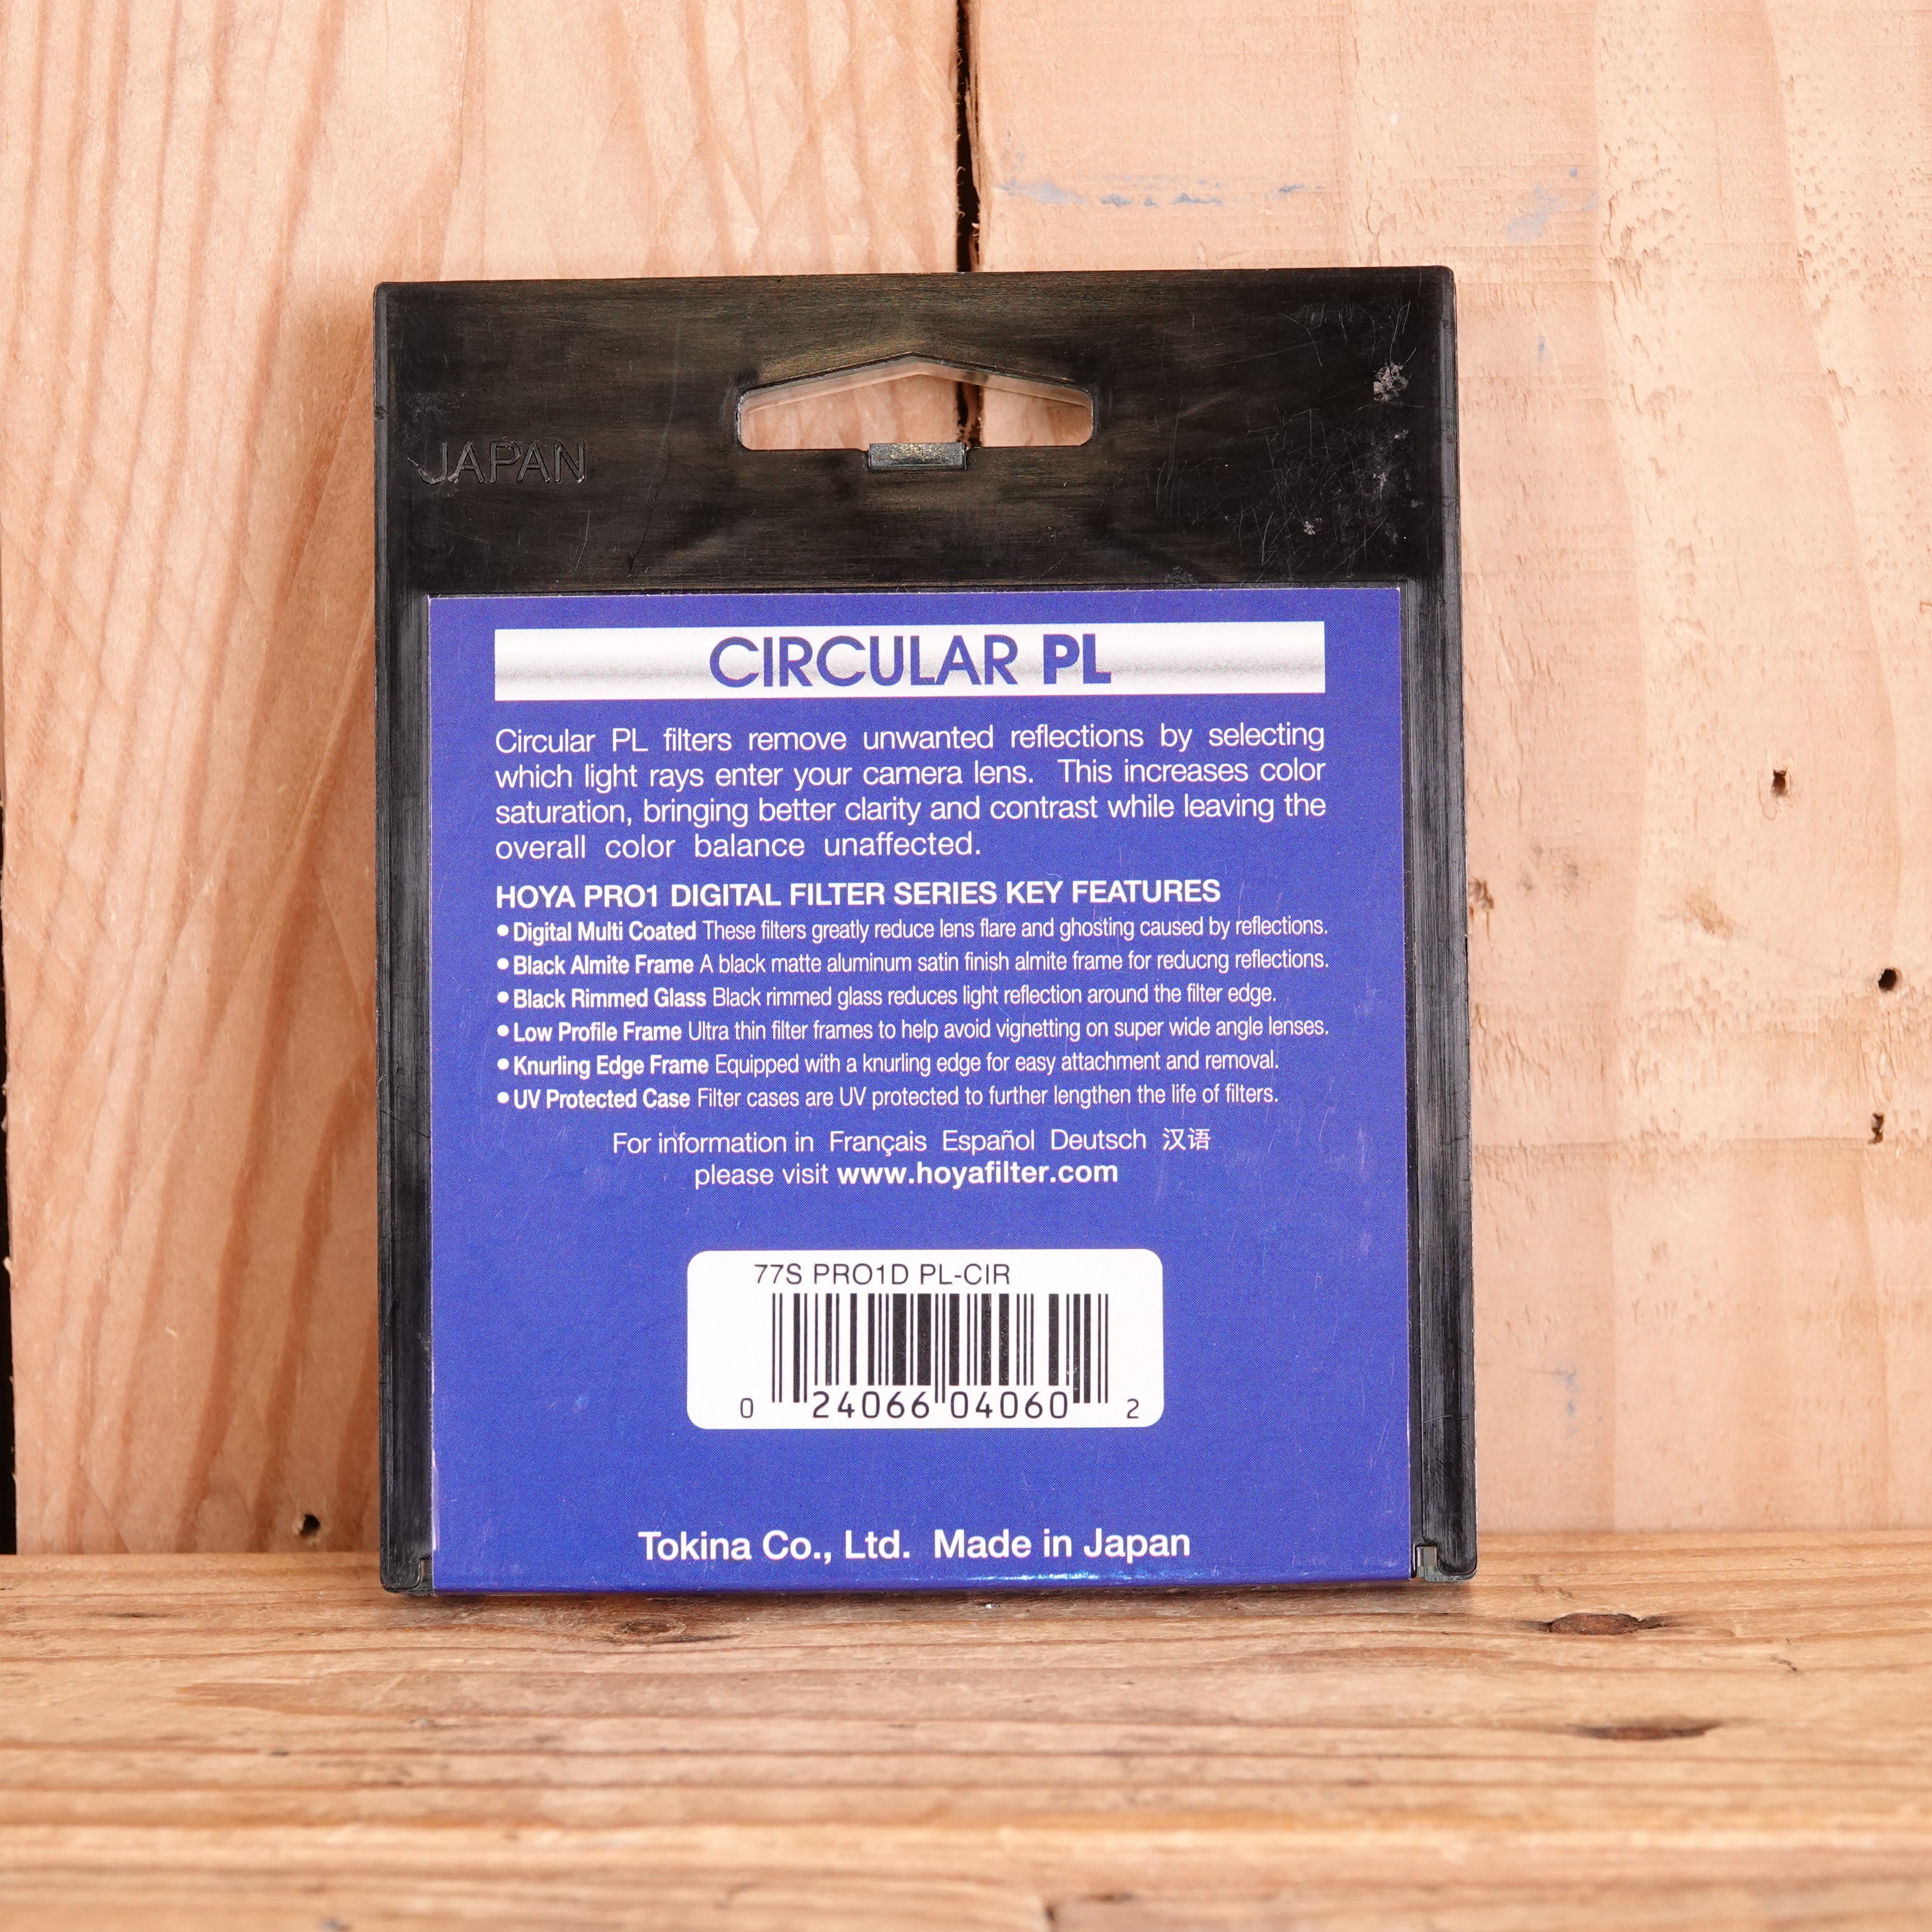 JAPAN
CIRCULAR PL
Circular PL filters remove unwanted reflections by selecting
which light rays enter your camera lens. This increases color
saturation, bringing better clarity and contrast while leaving the
overall color balance unaffected.
HOYA PRO1 DIGITAL FILTER SERIES KEY FEATURES
•Digital Multi Coated These filters greatly reduce lens flare and ghosting caused by reflections.
•Black Almite Frame A black matte aluminum satin finish almite frame for reducng reflections.
•Black Rimmed Glass Black rimmed glass reduces light reflection around the filter edge.
•Low Profile Frame Ultra thin filter frames to help avoid vignetting on super wide angle lenses.
•Knurling Edge Frame Equipped with a knurling edge for easy attachment and removal.
•UV Protected Case Filter cases are UV protected to further lengthen the life of filters.
For information in Français Español Deutsch 汉语
please visit www.hoyafilter.com
77S PRO1D PL-CIR
0 24066 04060 2
Tokina Co., Ltd. Made in Japan